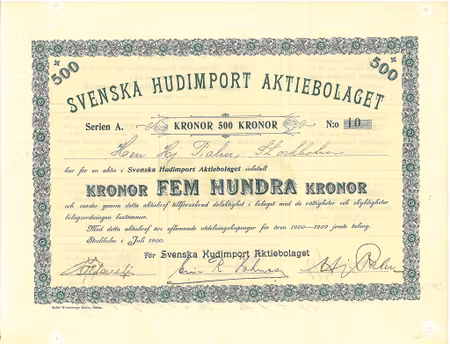 500
500
SVENSKA HUDIMPORT AKTIEBOLAGET
Serien A. KRONOR 500 KRONOR N:o 10
Herr Hj. Palm, Stockholm
har för en aktie i Svenska Hudimport Aktiebolaget inbetalt
KRONOR FEM HUNDRA KRONOR
och varder genom detta aktiebref tillförsäkrad delaktighet i bolaget med de rättigheter och skyldigheter
bolagsordningen bestämmer.
Med detta aktiebref äro utlemnade utdelningskuponger för åren 1900–1909 jemte talong.
Stockholm i Juli 1900.
För Svenska Hudimport Aktiebolaget
Hj. Palm